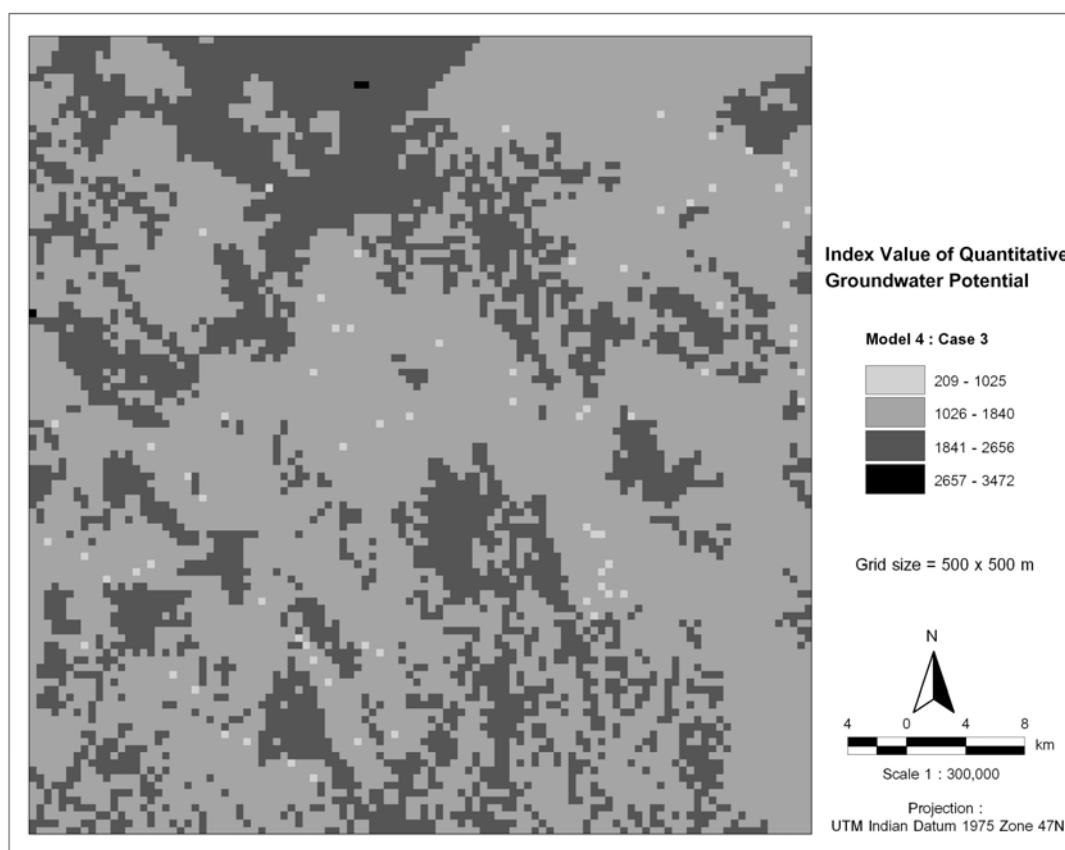 Index Value of Quantitative
Groundwater Potential
Model 4 : Case 3
209 - 1025
1026 - 1840
1841 - 2656
2657 - 3472
Grid size = 500 x 500 m
N
4 0 4 8
km
Scale 1 : 300,000
Projection :
UTM Indian Datum 1975 Zone 47N